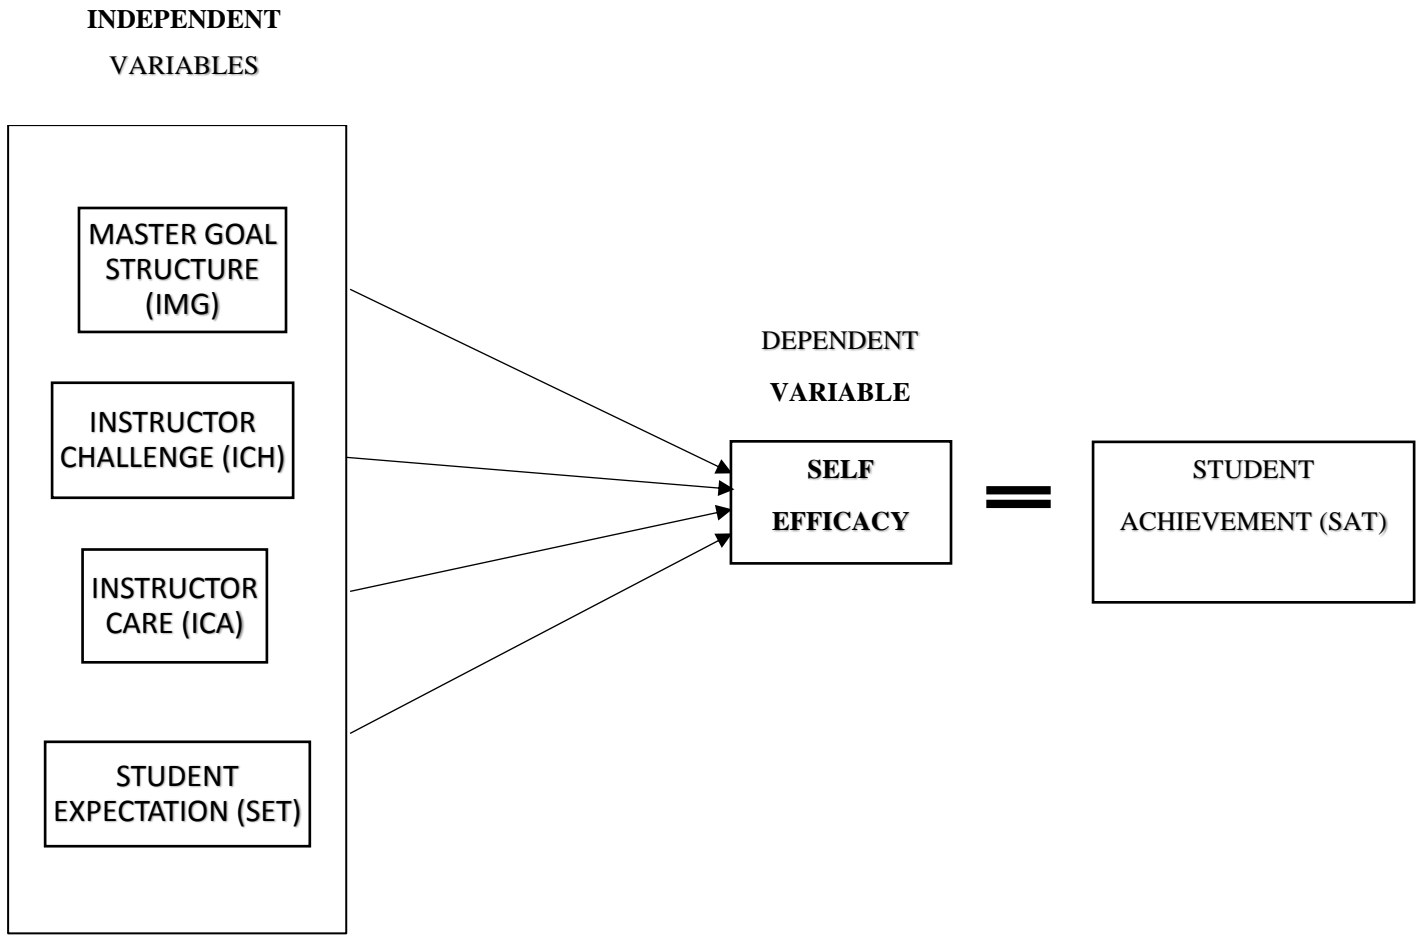 INDEPENDENT
VARIABLES
MASTER GOAL
STRUCTURE
(IMG)
INSTRUCTOR
CHALLENGE (ICH)
INSTRUCTOR
CARE (ICA)
STUDENT
EXPECTATION (SET)
DEPENDENT
VARIABLE
SELF
EFFICACY
STUDENT
ACHIEVEMENT (SAT)